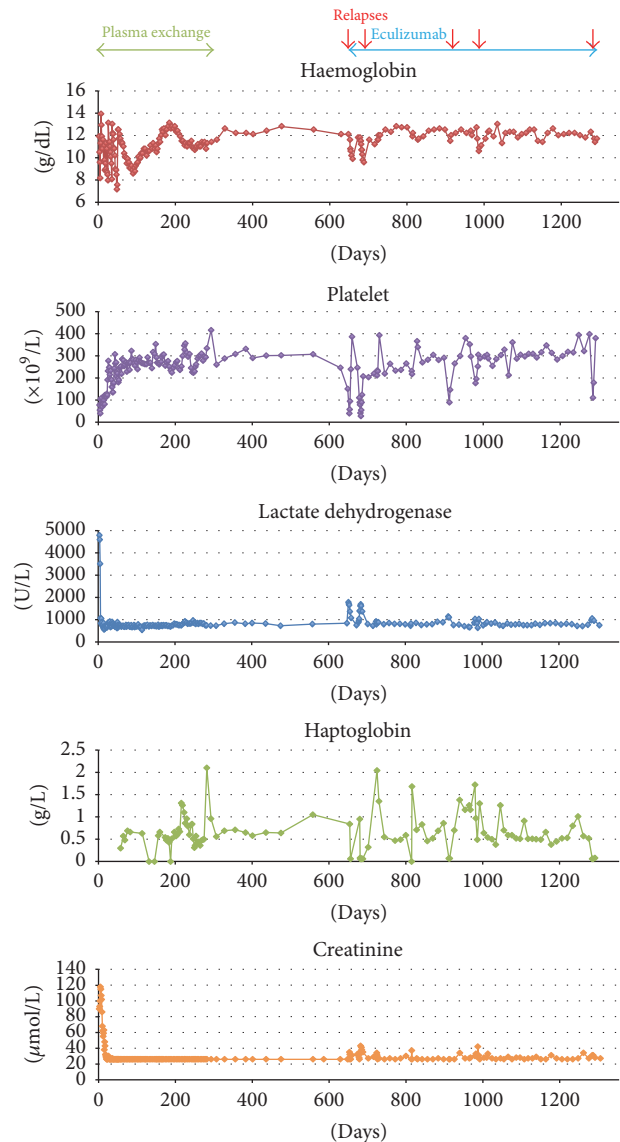 Relapses
Plasma exchange
Eculizumab
Haemoglobin
(g/dL)
16
14
12
10
8
6
0 200 400 600 800 1000 1200
(Days)
Platelet
(×10⁹/L)
500
400
300
200
100
0
0 200 400 600 800 1000 1200
(Days)
Lactate dehydrogenase
(U/L)
5000
4000
3000
2000
1000
0
0 200 400 600 800 1000 1200
(Days)
Haptoglobin
(g/L)
2.5
2
1.5
1
0.5
0
0 200 400 600 800 1000 1200
(Days)
Creatinine
(μmol/L)
140
120
100
80
60
40
20
0
0 200 400 600 800 1000 1200
(Days)